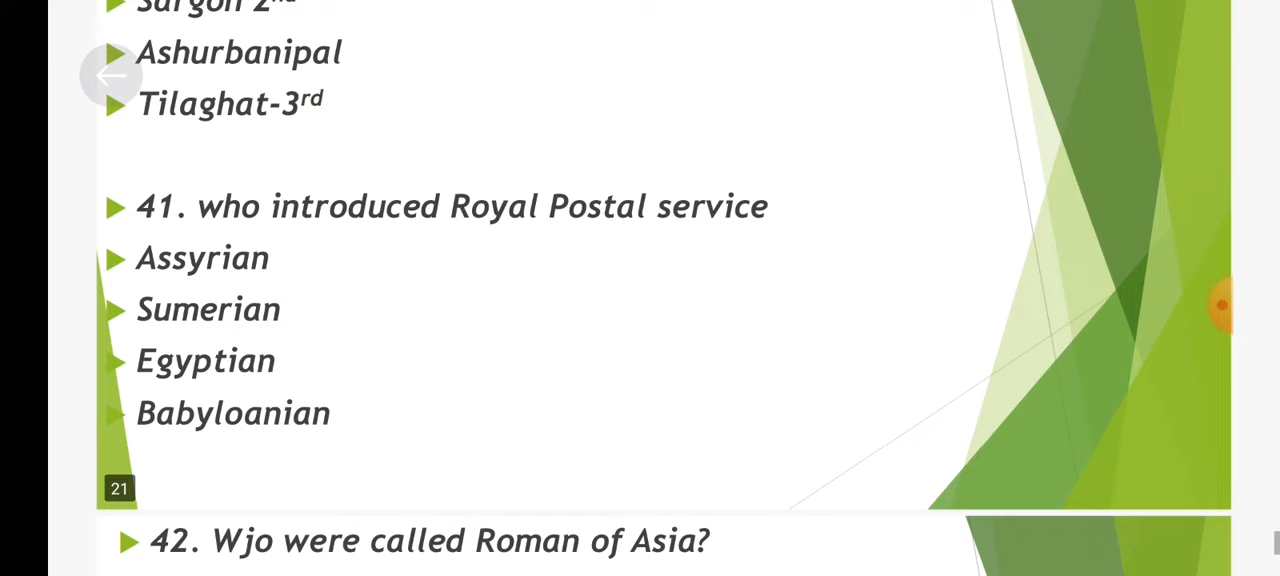 Sargon 2nd
Ashurbanipal
Tilaghat-3rd
41. who introduced Royal Postal service
Assyrian
Sumerian
Egyptian
Babyloanian
21
42. Wjo were called Roman of Asia?